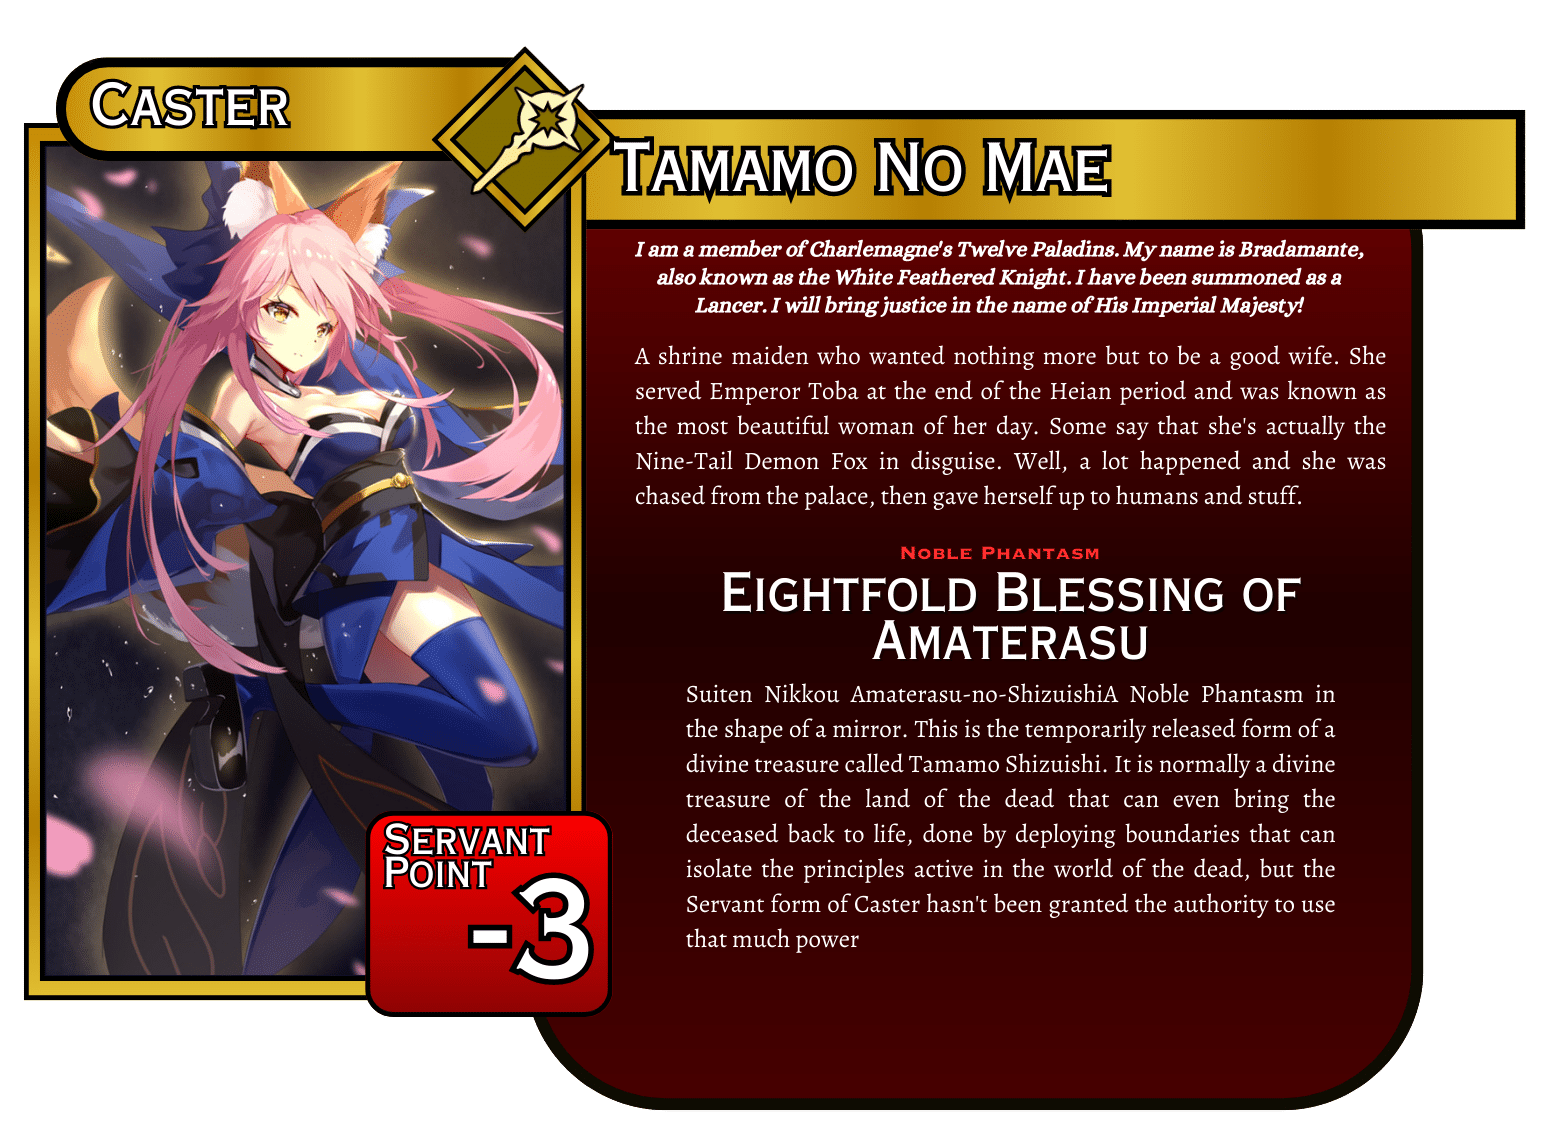 Caster
Tamamo No Mae
I am a member of Charlemagne's Twelve Paladins. My name is Bradamante,
also known as the White Feathered Knight. I have been summoned as a
Lancer. I will bring justice in the name of His Imperial Majesty!
A shrine maiden who wanted nothing more but to be a good wife. She
served Emperor Toba at the end of the Heian period and was known as
the most beautiful woman of her day. Some say that she's actually the
Nine-Tail Demon Fox in disguise. Well, a lot happened and she was
chased from the palace, then gave herself up to humans and stuff.
Noble Phantasm
Eightfold Blessing of
Amaterasu
Suiten Nikkou Amaterasu-no-ShizuishiA Noble Phantasm in
the shape of a mirror. This is the temporarily released form of a
divine treasure called Tamamo Shizuishi. It is normally a divine
treasure of the land of the dead that can even bring the
deceased back to life, done by deploying boundaries that can
isolate the principles active in the world of the dead, but the
Servant form of Caster hasn't been granted the authority to use
that much power
Servant
Point
-3